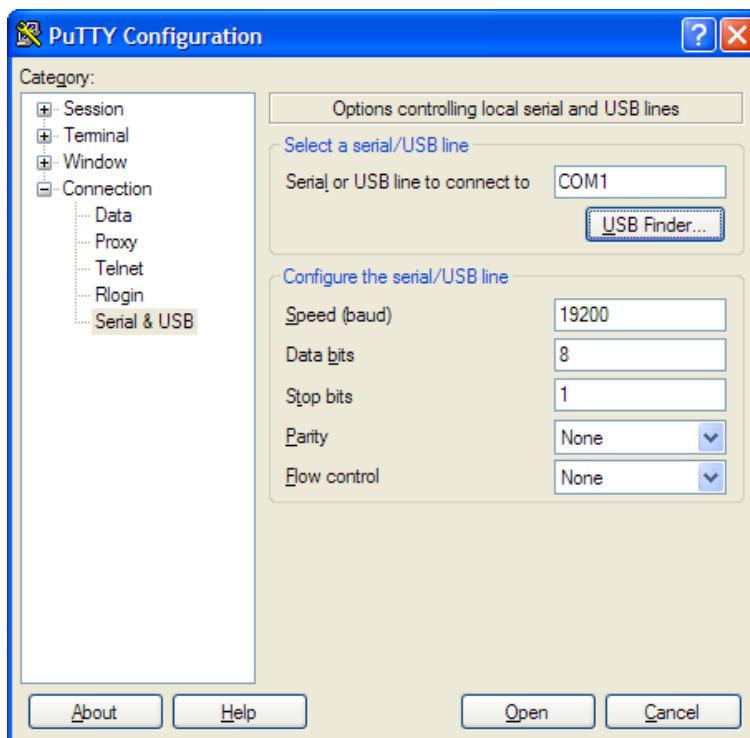 PuTTY Configuration
Category:
Session
Terminal
Window
Connection
Data
Proxy
Telnet
Rlogin
Serial & USB
Options controlling local serial and USB lines
Select a serial/USB line
Serial or USB line to connect to COM1
USB Finder...
Configure the serial/USB line
Speed (baud) 19200
Data bits 8
Stop bits 1
Parity None
Flow control None
About Help Open Cancel